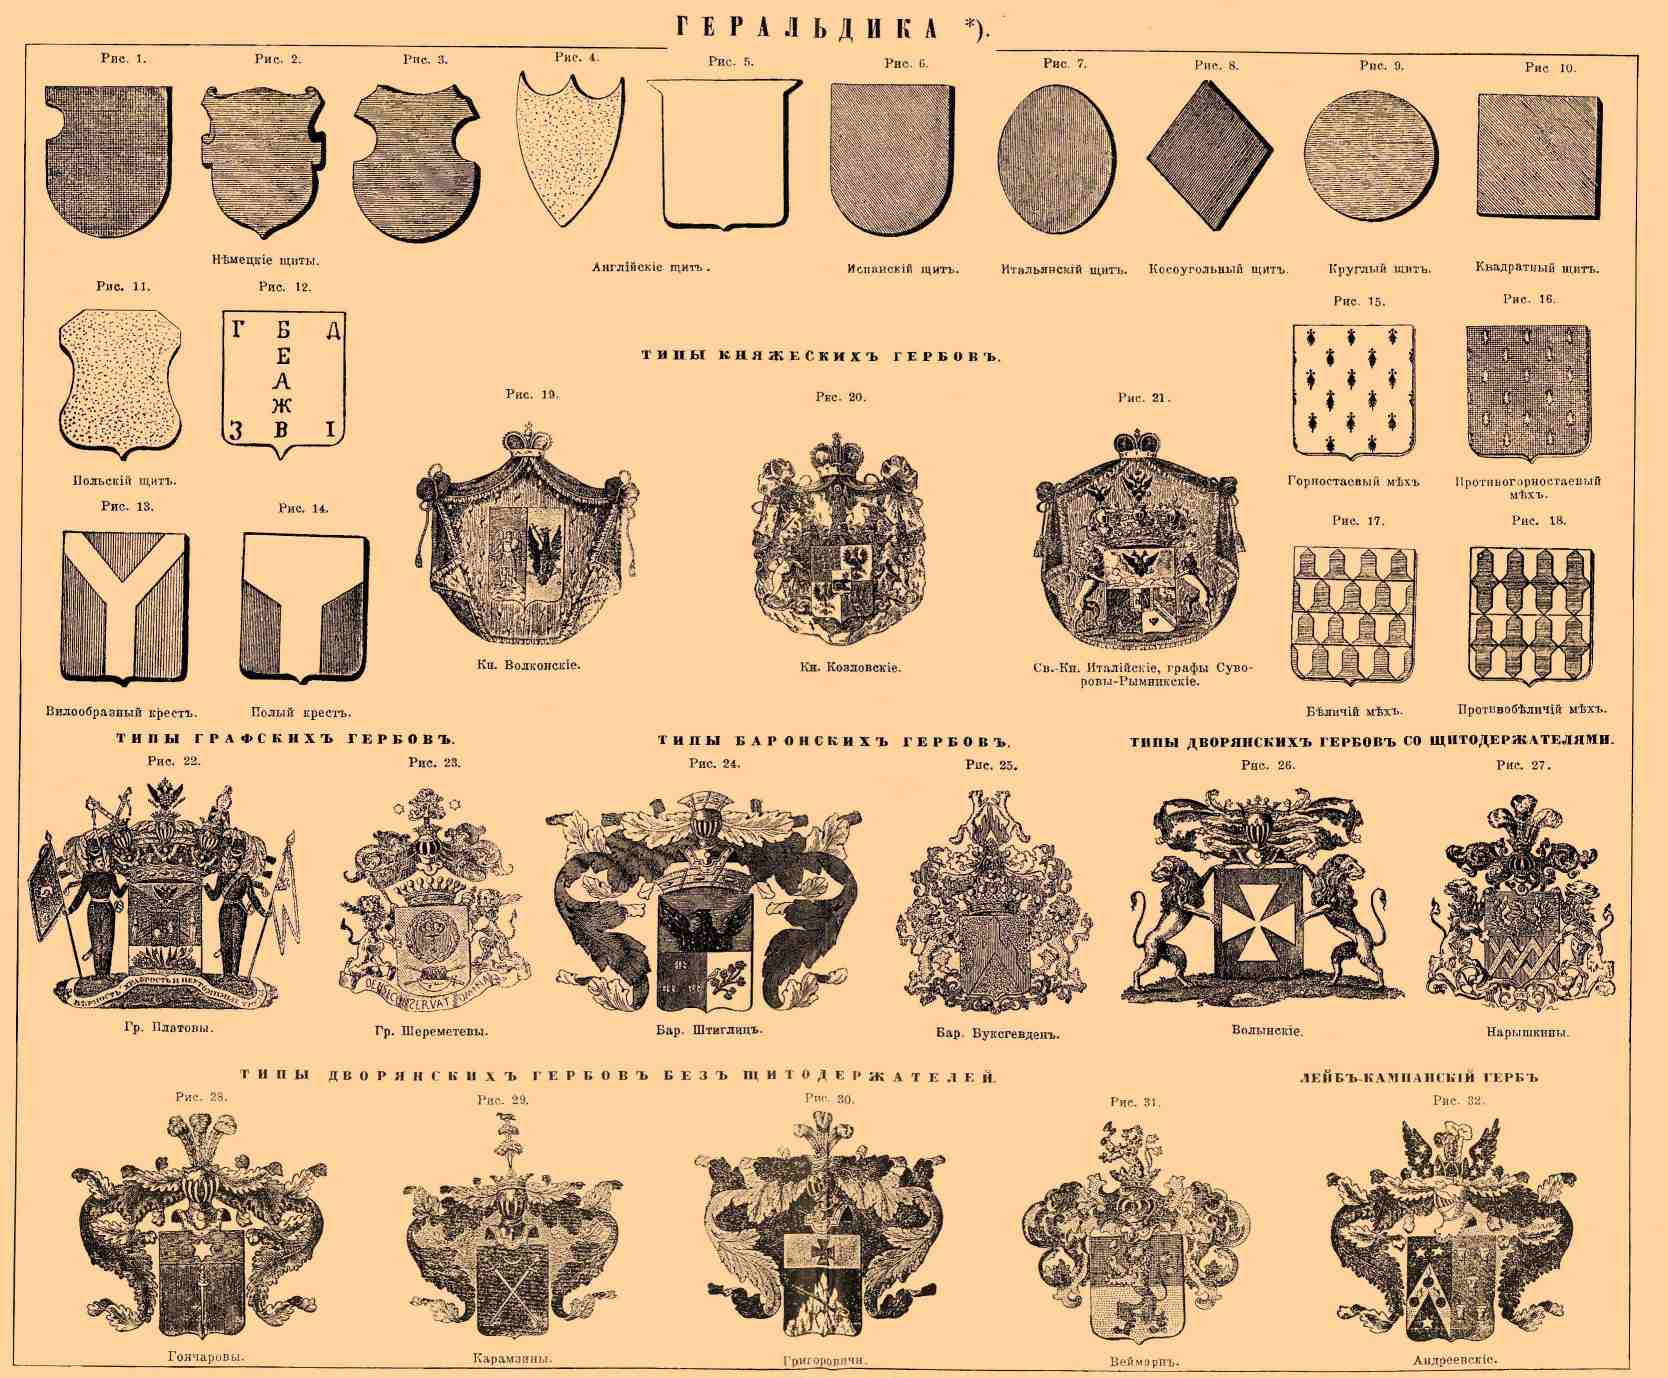 ГЕРАЛЬДИКА *).
Рис. 1.
Рис. 2.
Рис. 3.
Рис. 4.
Рис. 5.
Рис. 6.
Рис. 7.
Рис. 8.
Рис. 9.
Рис 10.
Нѣмецкіе щиты.
Англійскіе щитъ.
Испанскій щитъ.
Итальянскій щитъ.
Косоугольный щитъ.
Круглый щитъ.
Квадратный щитъ.
Рис. 11.
Рис. 12.
Г Б Д
Е
А
Ж
З В І
Польскій щитъ.
Рис. 13.
Рис. 14.
Вилообразный крестъ.
Полый крестъ.
ТИПЫ КНЯЖЕСКИХЪ ГЕРБОВЪ.
Рис. 19.
Рис. 20.
Рис. 21.
Кн. Волконскіе.
Кн. Козловскіе.
Св.-Кн. Италійскіе, графы Суво-
ровы-Рымникскіе.
Рис. 15.
Рис. 16.
Горностаевый мѣхъ
Противогорностаевый
мѣхъ.
Рис. 17.
Рис. 18.
Бѣличій мѣхъ.
Противобѣличій мѣхъ.
ТИПЫ ГРАФСКИХЪ ГЕРБОВЪ.
Рис. 22.
Рис. 23.
ВѢРНОСТЬ ХРАБРОСТЬ И НЕУТОМИМЫЕ
DEUS CONSERVAT OMNIA
Гр. Платовы.
Гр. Шереметевы.
ТИПЫ БАРОНСКИХЪ ГЕРБОВЪ.
Рис. 24.
Рис. 25.
Бар. Штиглицъ.
Бар. Буксгевденъ.
ТИПЫ ДВОРЯНСКИХЪ ГЕРБОВЪ СО ЩИТОДЕРЖАТЕЛЯМИ.
Рис. 26.
Рис. 27.
Волынскіе.
Нарышкины.
ТИПЫ ДВОРЯНСКИХЪ ГЕРБОВЪ БЕЗЪ ЩИТОДЕРЖАТЕЛЕЙ.
Рис. 28.
Рис. 29.
Рис. 30.
Рис. 31.
Гончаровы.
Карамзины.
Григоровичи.
Веймарнъ.
ЛЕЙБЪ-КАМПАНСКІЙ ГЕРБЪ
Рис. 32.
Андреевскіе.